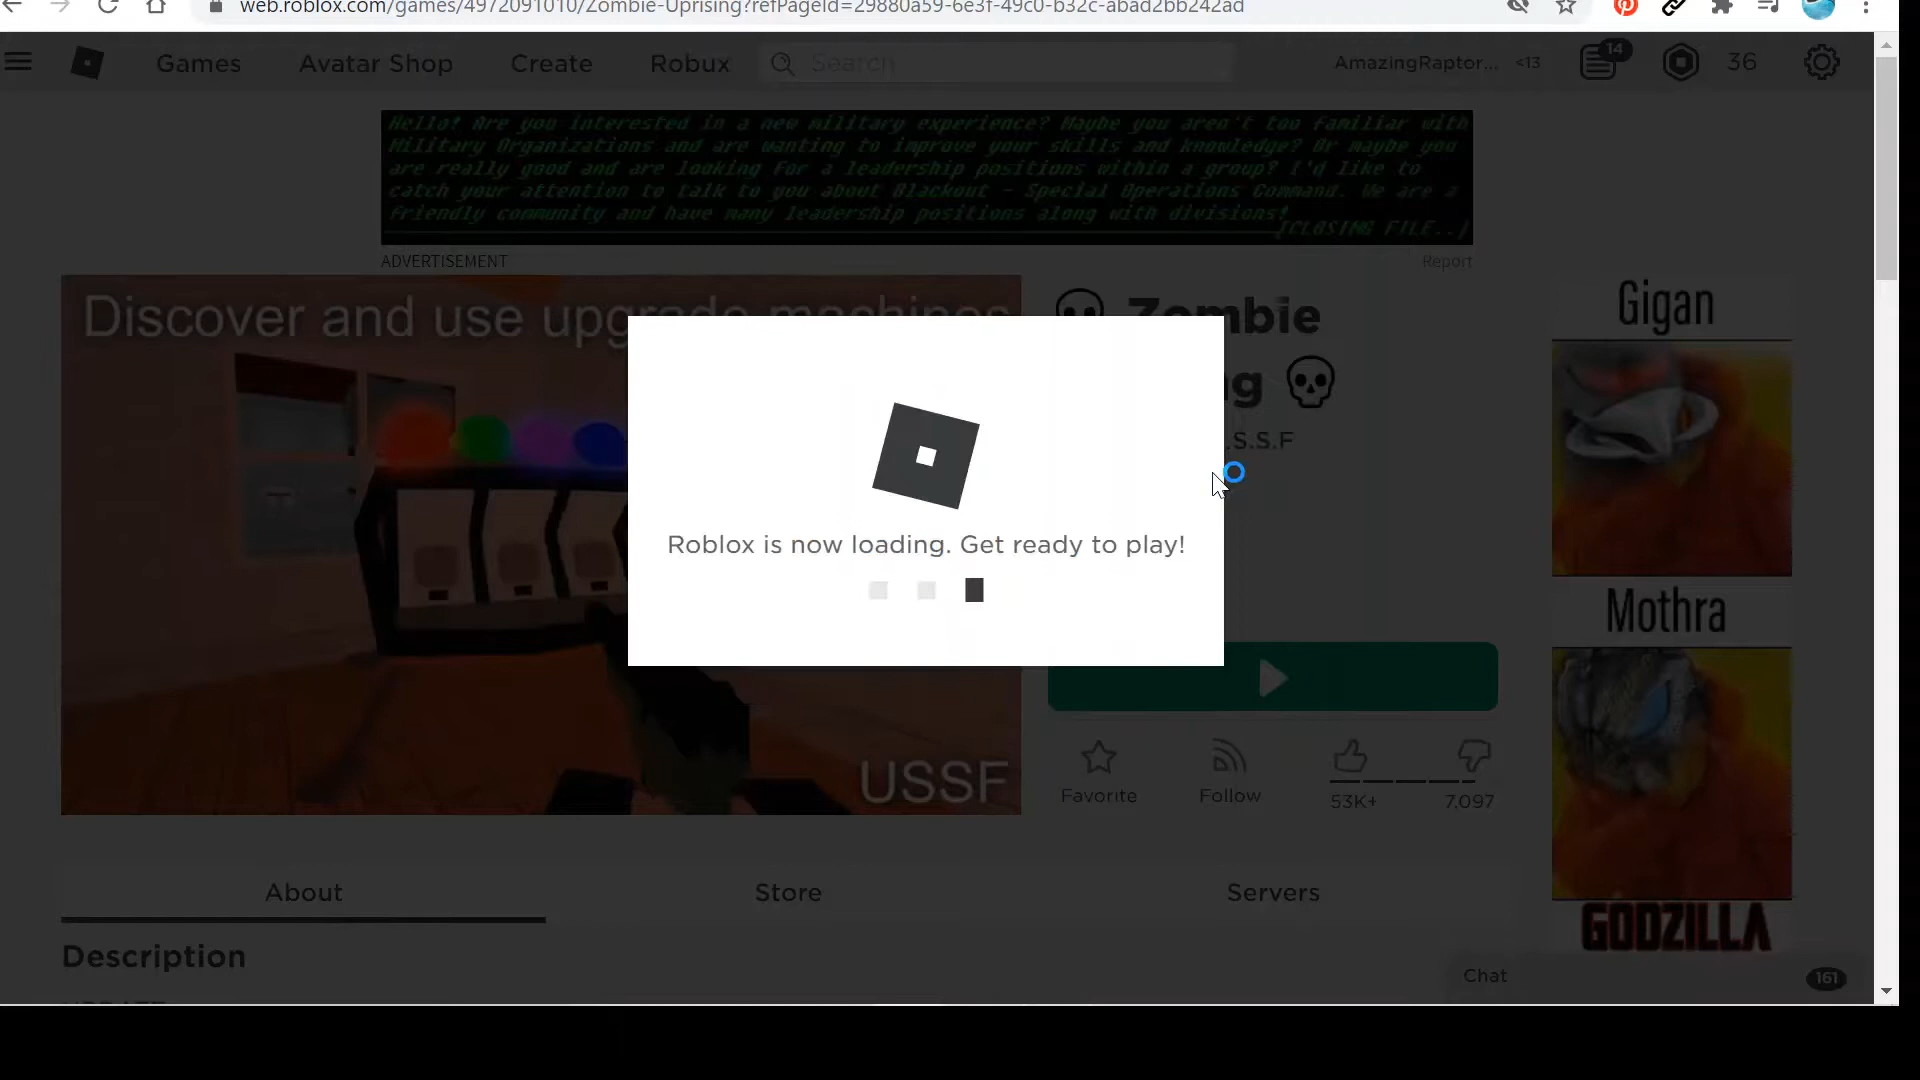 web.roblox.com/games/4972091010/Zombie-Uprising?refPageId=29880a59-6e3f-49c0-b32c-abad2bb242ad
Games
Avatar Shop
Create
Robux
Search
AmazingRaptor...
<13
14
36
Hello! Are you interested in a new military experience? Maybe you aren't too familiar with
Military Organizations and are wanting to improve your skills and knowledge? Or maybe you
are really good and are looking for a leadership positions within a group? I'd like to
catch your attention to talk to you about Blackout - Special Operations Command. We are a
friendly community and have many leadership positions along with divisions!
[CLOSING FILE..]
ADVERTISEMENT
Report
Discover and use upgrade machines
USSF
Zombie
g
.S.S.F
Roblox is now loading. Get ready to play!
Favorite
Follow
53K+
7,097
Gigan
Mothra
GODZILLA
About
Store
Servers
Description
Chat
161